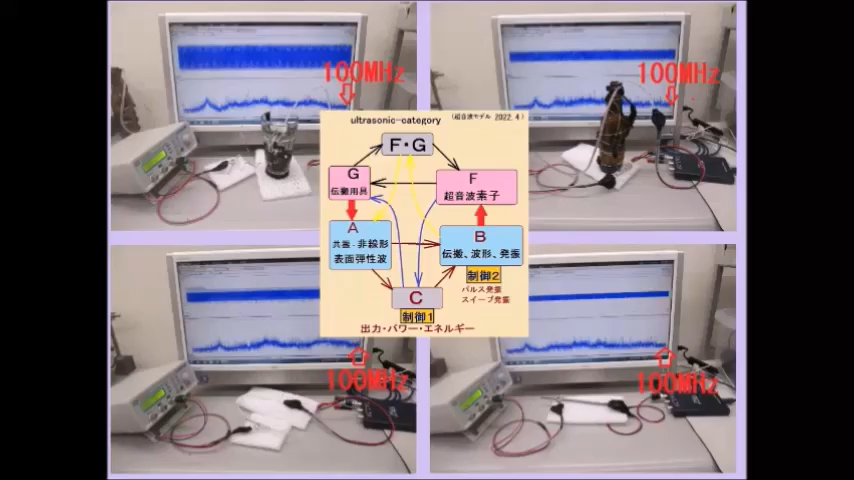 100MHz
100MHz
ultrasonic-category
(超音波モデル 2022.4)
F・G
G
伝搬用具
F
超音波素子
A
共振・非線形
表面弾性波
B
伝搬、波形、発振
制御2
パルス発振
スイープ発振
C
制御1
出力・パワー・エネルギー
100MHz
100MHz